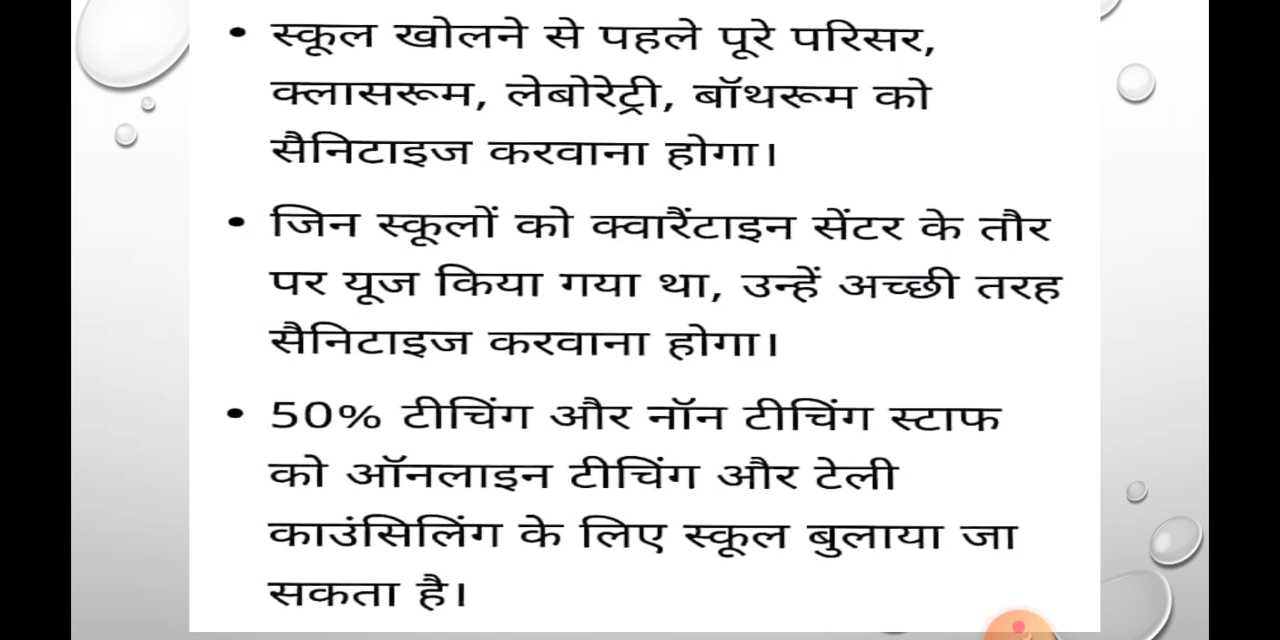 • स्कूल खोलने से पहले पूरे परिसर,
क्लासरूम, लेबोरेट्री, बॉथरूम को
सैनिटाइज करवाना होगा।
• जिन स्कूलों को क्वारैंटाइन सेंटर के तौर
पर यूज किया गया था, उन्हें अच्छी तरह
सैनिटाइज करवाना होगा।
• 50% टीचिंग और नॉन टीचिंग स्टाफ
को ऑनलाइन टीचिंग और टेली
काउंसिलिंग के लिए स्कूल बुलाया जा
सकता है।